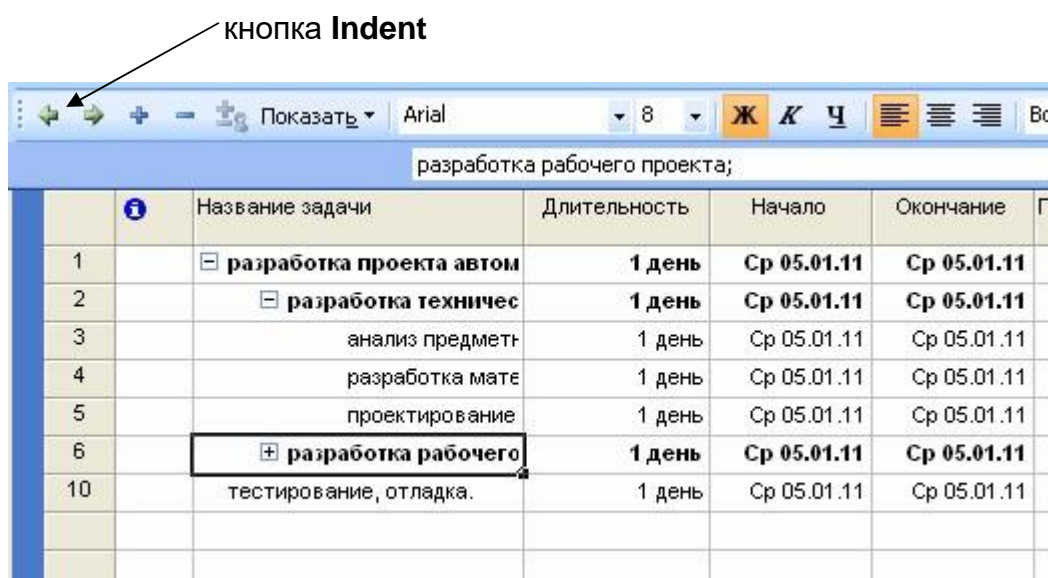 кнопка Indent
Показать Arial 8 Ж К Ч Вс
разработка рабочего проекта;
Название задачи Длительность Начало Окончание П
1 разработка проекта автом 1 день Ср 05.01.11 Ср 05.01.11
2 разработка техничес 1 день Ср 05.01.11 Ср 05.01.11
3 анализ предметн 1 день Ср 05.01.11 Ср 05.01.11
4 разработка мате 1 день Ср 05.01.11 Ср 05.01.11
5 проектирование 1 день Ср 05.01.11 Ср 05.01.11
6 разработка рабочего 1 день Ср 05.01.11 Ср 05.01.11
10 тестирование, отладка. 1 день Ср 05.01.11 Ср 05.01.11